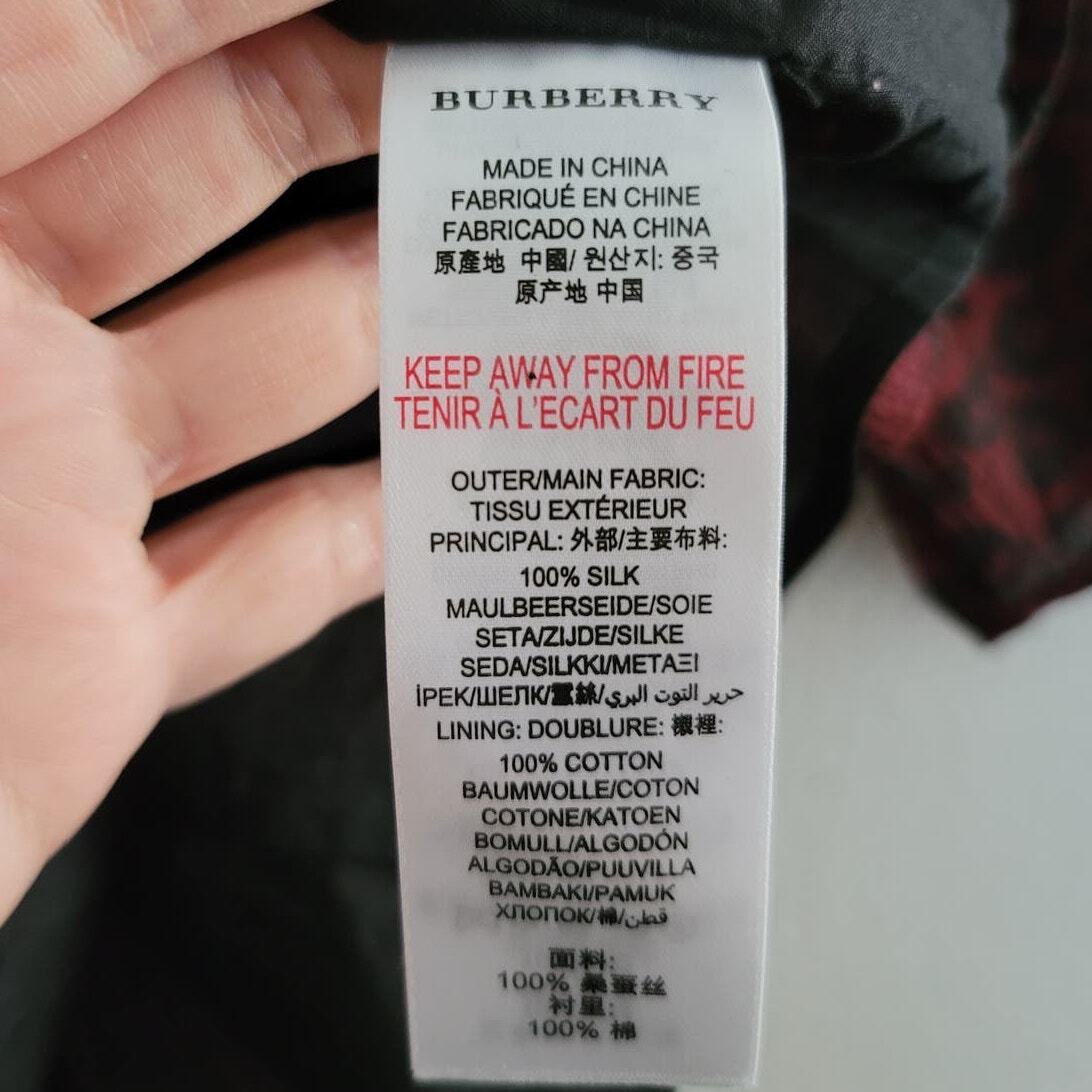 BURBERRY
MADE IN CHINA
FABRIQUÉ EN CHINE
FABRICADO NA CHINA
原產地 中國/ 원산지: 중국
原产地 中国
KEEP AWAY FROM FIRE
TENIR À L'ECART DU FEU
OUTER/MAIN FABRIC:
TISSU EXTÉRIEUR
PRINCIPAL: 外部/主要布料:
100% SILK
MAULBEERSEIDE/SOIE
SETA/ZIJDE/SILKE
SEDA/SILKKI/ΜΕΤΑΞΙ
İPEK/ШЕЛК/蠶絲/حرير التوت البري
LINING: DOUBLURE: 襯裡:
100% COTTON
BAUMWOLLE/COTON
COTONE/KATOEN
BOMULL/ALGODÓN
ALGODÃO/PUUVILLA
BAMBAKI/PAMUK
ХЛОПОК/棉/قطن
面料:
100% 桑蚕丝
衬里:
100% 棉